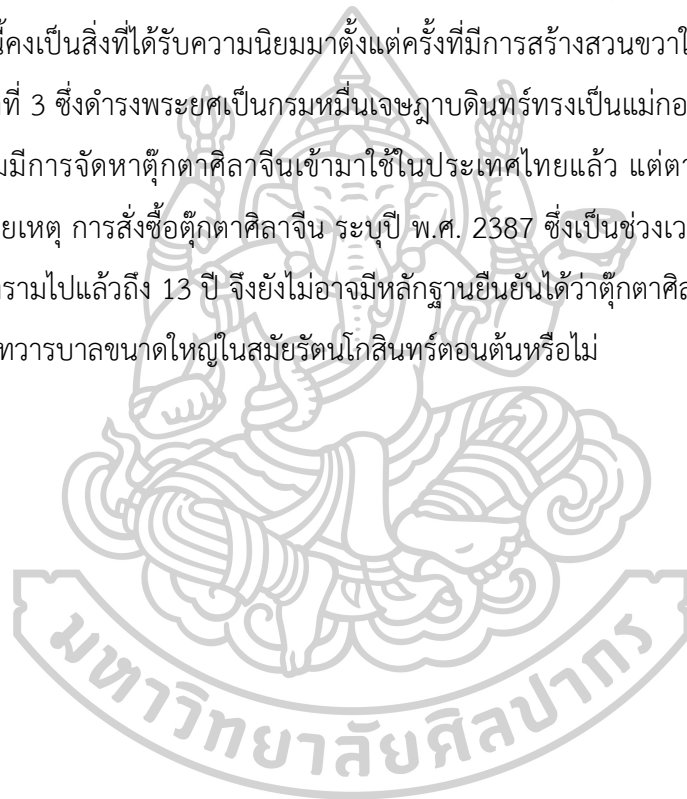 นี้คงเป็นสิ่งที่ได้รับความนิยมมาตั้งแต่ครั้งที่มีการสร้างสวนขวาใ
ที่ 3 ซึ่งดำรงพระยศเป็นกรมหมื่นเจษฎาบดินทร์ทรงเป็นแม่กอ
มีการจัดหาตุ๊กตาศิลาจีนเข้ามาใช้ในประเทศไทยแล้ว แต่ตา
ยเหตุ การสั่งซื้อตุ๊กตาศิลาจีน ระบุปี พ.ศ. 2387 ซึ่งเป็นช่วงเว
รามไปแล้วถึง 13 ปี จึงยังไม่อาจมีหลักฐานยืนยันได้ว่าตุ๊กตาศิล
ทวารบาลขนาดใหญ่ในสมัยรัตนโกสินทร์ตอนต้นหรือไม่
มหาวิทยาลัยศิลปากร